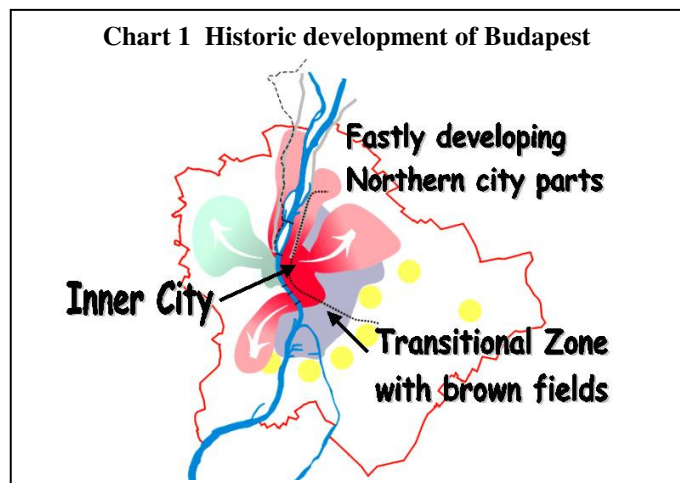 Chart 1  Historic development of Budapest
Fastly developing
Northern city parts
Inner City
Transitional Zone
with brown fields